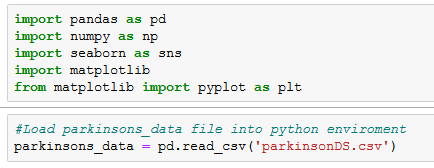 import pandas as pd
import numpy as np
import seaborn as sns
import matplotlib
from matplotlib import pyplot as plt
#Load parkinsons_data file into python enviroment
parkinsons_data = pd.read_csv('parkinsonDS.csv')